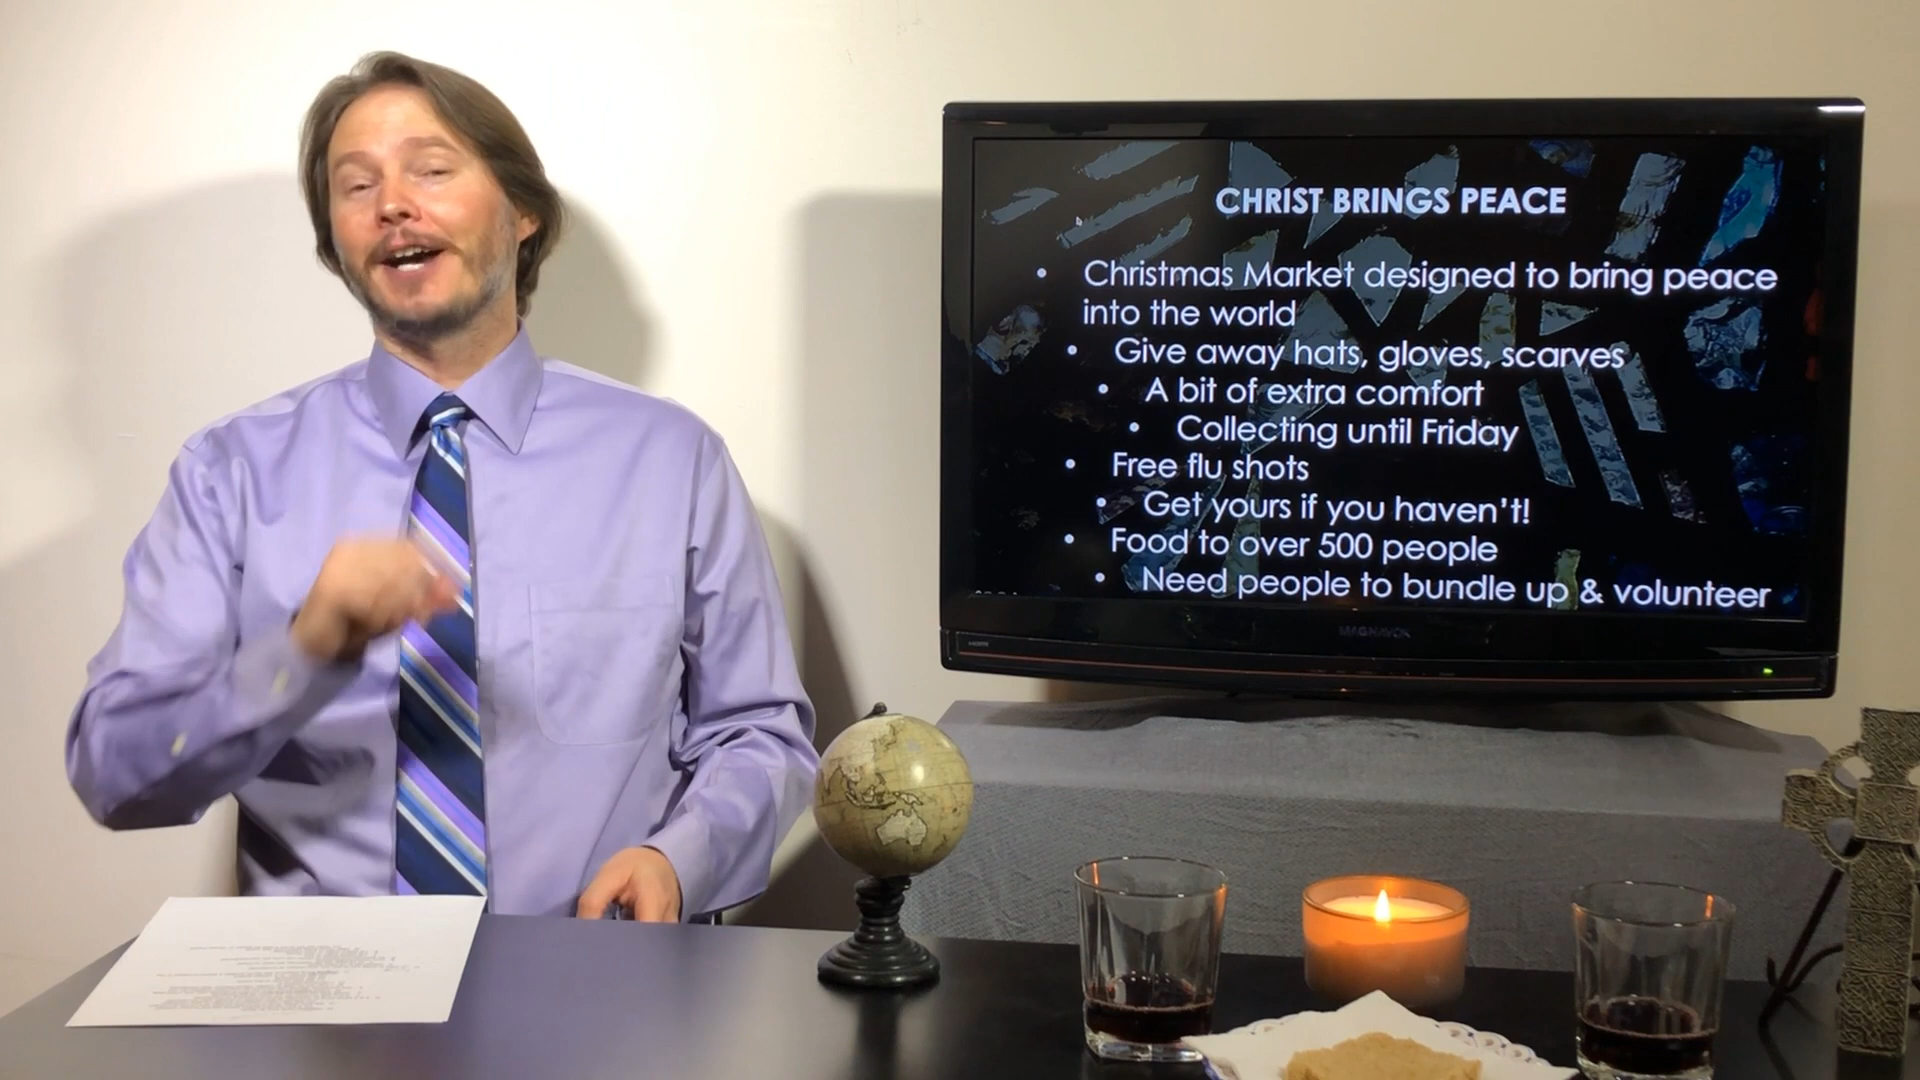 CHRIST BRINGS PEACE
• Christmas Market designed to bring peace
into the world
• Give away hats, gloves, scarves
• A bit of extra comfort
• Collecting until Friday
• Free flu shots
• Get yours if you haven't!
• Food to over 500 people
• Need people to bundle up & volunteer
MAGNAVOX